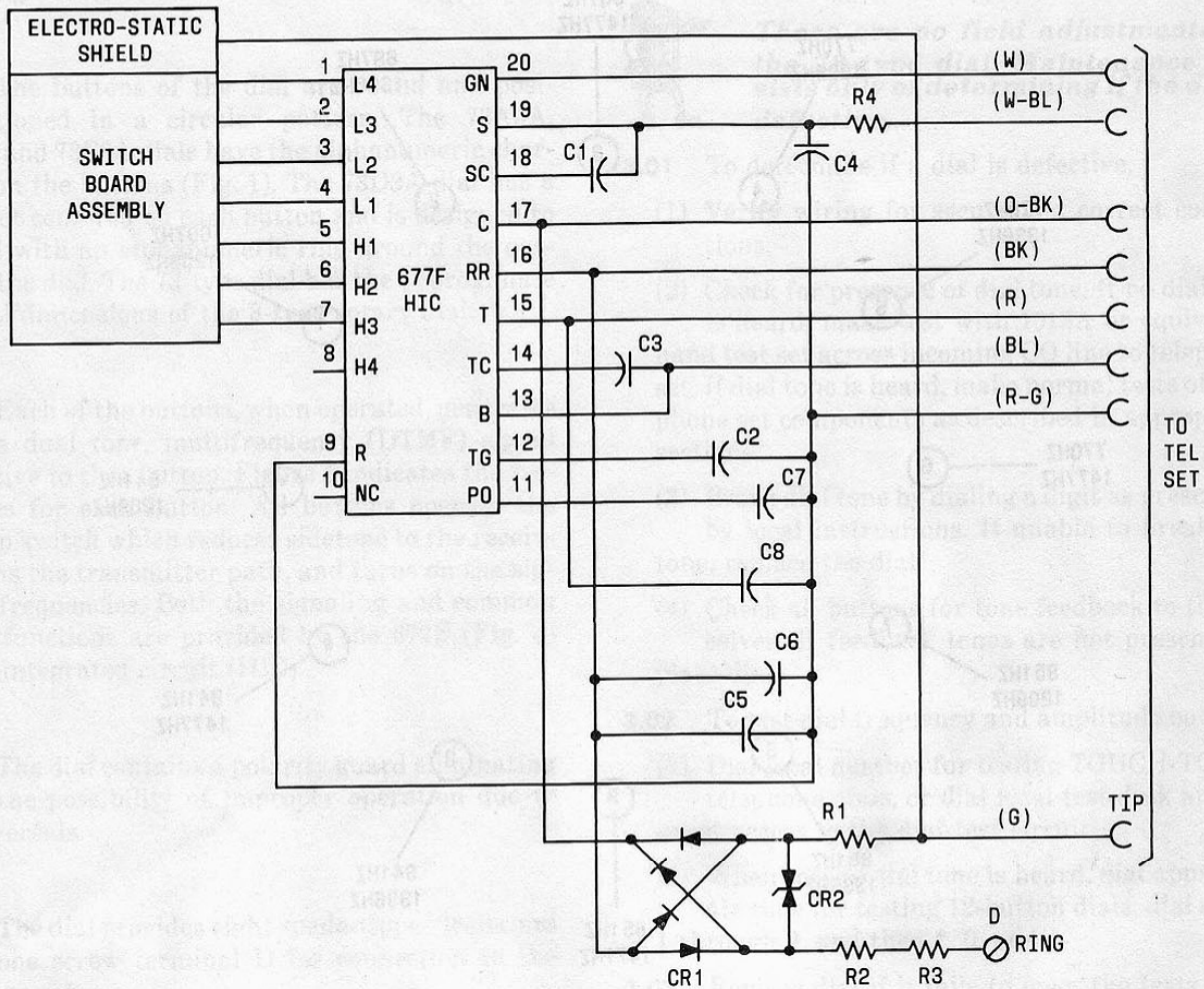 ELECTRO-STATIC
SHIELD
SWITCH
BOARD
ASSEMBLY
1
2
3
4
5
6
7
8
9
10
L4
L3
L2
L1
H1
H2
H3
H4
R
NC
677F
HIC
GN
S
SC
C
RR
T
TC
B
TG
PO
20
19
18
17
16
15
14
13
12
11
C1
C3
C2
C7
C8
C6
C5
C4
R4
(W)
(W-BL)
(O-BK)
(BK)
(R)
(BL)
(R-G)
TO
TEL
SET
R1
(G)
TIP
CR2
CR1
R2
R3
D
RING